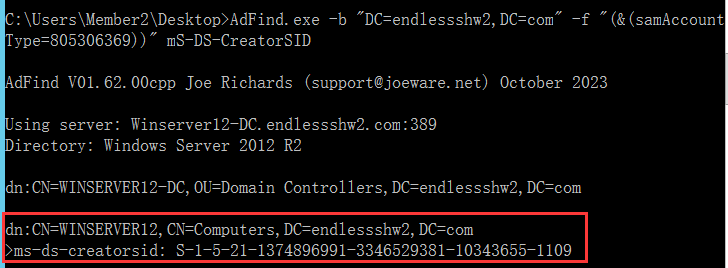 C:\Users\Member2\Desktop>AdFind.exe -b "DC=endlessshw2,DC=com" -f "(&(samAccount
Type=805306369))" mS-DS-CreatorSID
AdFind V01.62.00cpp Joe Richards (support@joeware.net) October 2023
Using server: Winserver12-DC.endlessshw2.com:389
Directory: Windows Server 2012 R2
dn:CN=WINSERVER12-DC,OU=Domain Controllers,DC=endlessshw2,DC=com
dn:CN=WINSERVER12,CN=Computers,DC=endlessshw2,DC=com
>ms-ds-creatorsid: S-1-5-21-1374896991-3346529381-10343655-1109